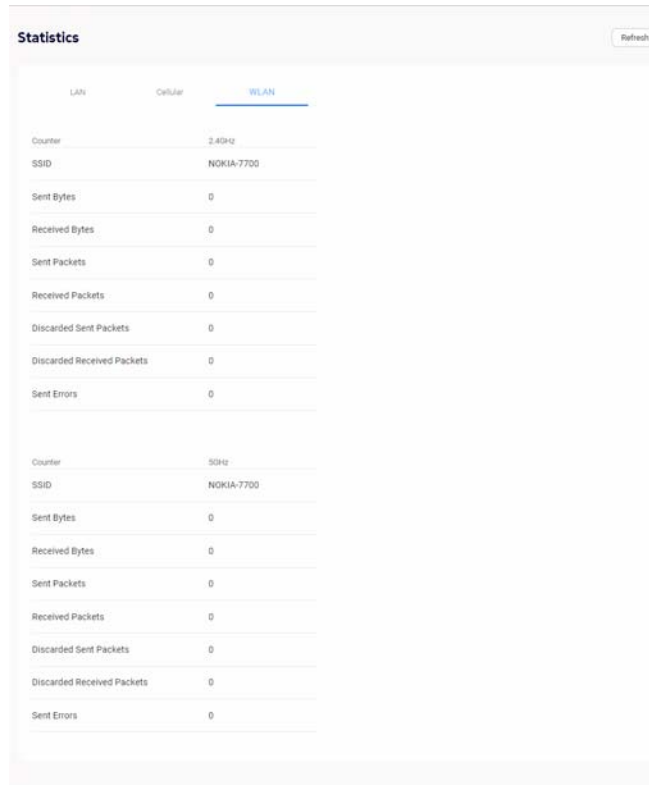 Statistics
Refresh
LAN Cellular WLAN
Counter 2.4GHz
SSID NOKIA-7700
Sent Bytes 0
Received Bytes 0
Sent Packets 0
Received Packets 0
Discarded Sent Packets 0
Discarded Received Packets 0
Sent Errors 0
Counter 5GHz
SSID NOKIA-7700
Sent Bytes 0
Received Bytes 0
Sent Packets 0
Received Packets 0
Discarded Sent Packets 0
Discarded Received Packets 0
Sent Errors 0